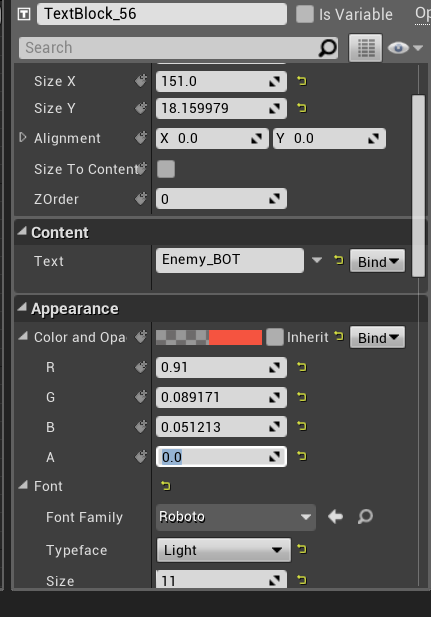 T TextBlock_56 Is Variable Op
Search
Size X 151.0
Size Y 18.159979
Alignment X 0.0 Y 0.0
Size To Content
ZOrder 0
Content
Text Enemy_BOT Bind
Appearance
Color and Opa Inherit Bind
R 0.91
G 0.089171
B 0.051213
A 0.0
Font
Font Family Roboto
Typeface Light
Size 11